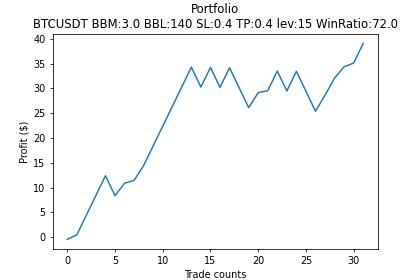 Portfolio
BTCUSDT BBM:3.0 BBL:140 SL:0.4 TP:0.4 lev:15 WinRatio:72.0
40
35
30
25
20
15
10
5
0
Profit ($)
0 5 10 15 20 25 30
Trade counts